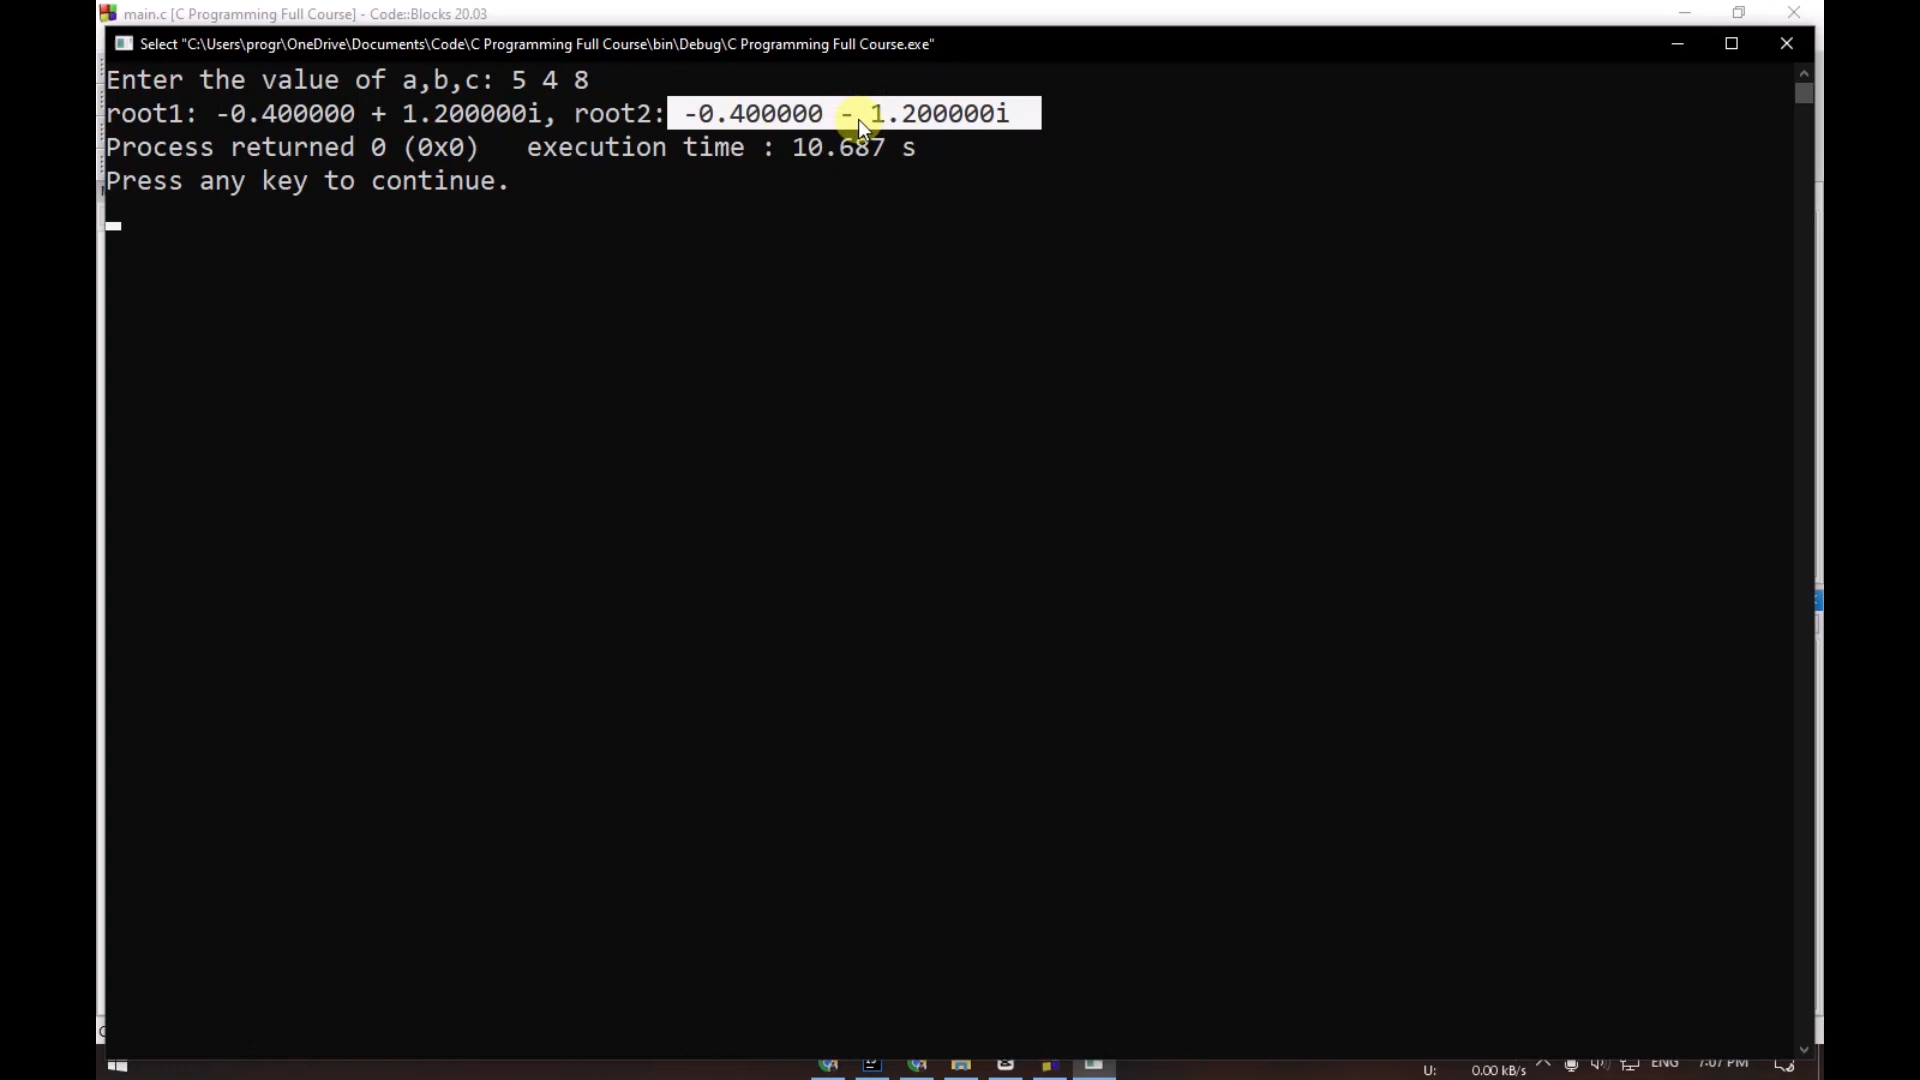 main.c [C Programming Full Course] - Code::Blocks 20.03
Select "C:\Users\progr\OneDrive\Documents\Code\C Programming Full Course\bin\Debug\C Programming Full Course.exe"
Enter the value of a,b,c: 5 4 8
root1: -0.400000 + 1.200000i, root2: -0.400000 - 1.200000i
Process returned 0 (0x0)   execution time : 10.687 s
Press any key to continue.
U: 0.00 kB/s ENG 7:07 PM